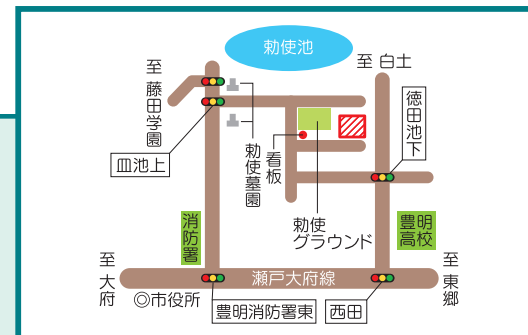 勅使池
至 白土
至 藤田学園
徳田池下
皿池上
勅使墓園
看板
勅使
グラウンド
消防署
豊明
高校
至 大府
瀬戸大府線
至 東郷
◎市役所
豊明消防署東
西田